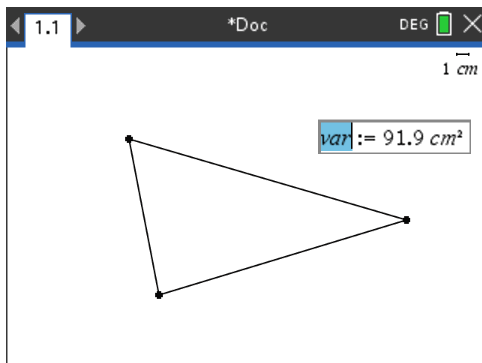 1.1 *Doc DEG
1 cm
var := 91.9 cm²